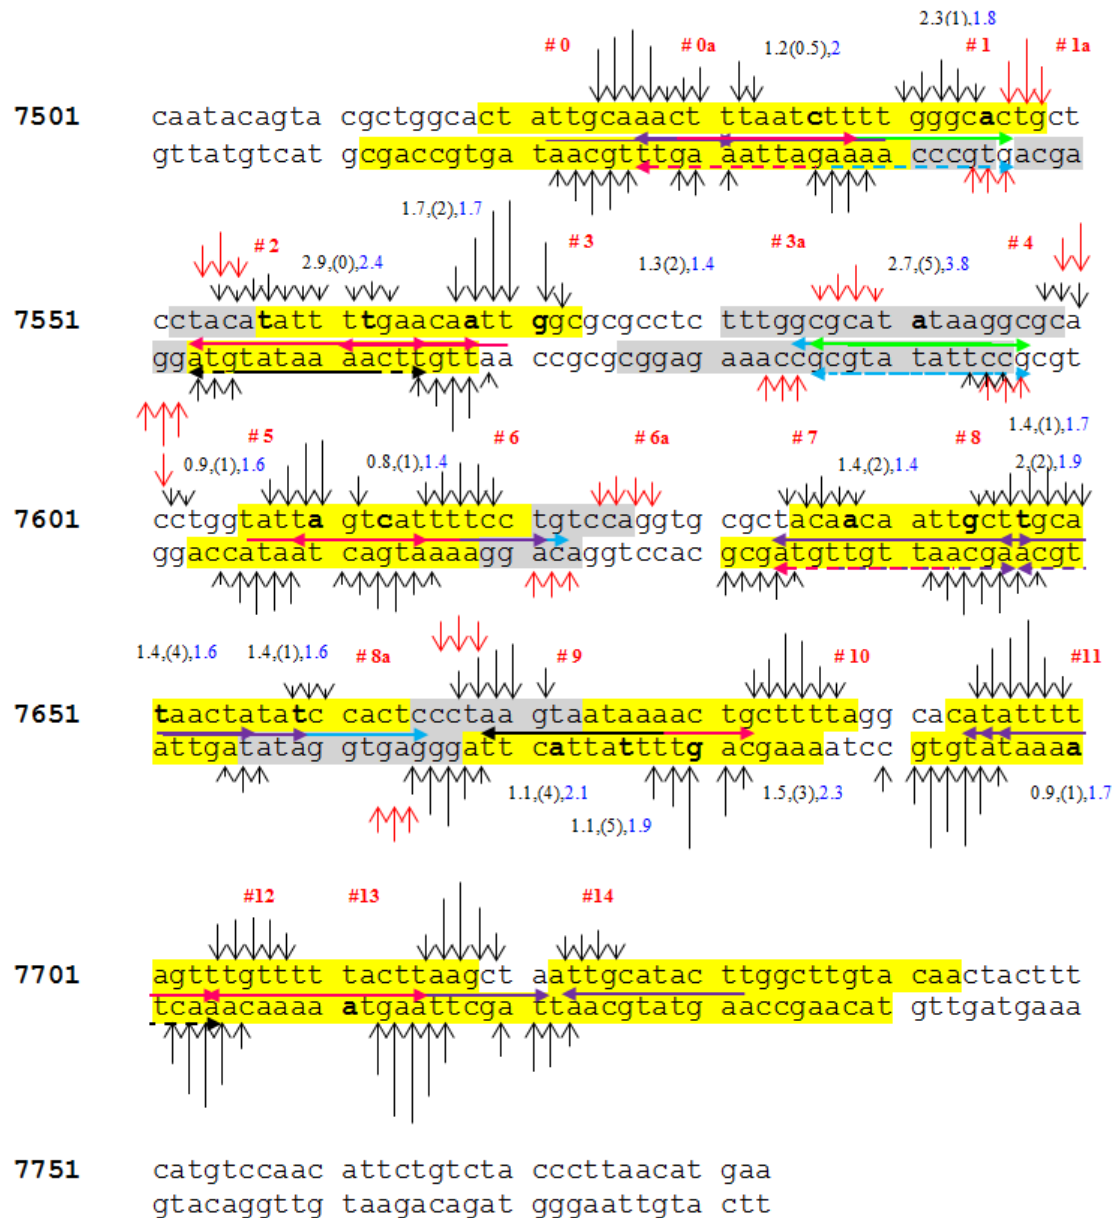 2.3(1),1.8
# 0 # 0a 1.2(0.5),2 # 1 # 1a
7501 caatacagta cgctggcact attgcaaact ttaatctttt gggcactgct
gttatgtcat gcgaccgtga taacgtttga aattagaaaa cccgtgacga
1.7,(2),1.7
# 2 2.9,(0),2.4 # 3 1.3(2),1.4 # 3a 2.7,(5),3.8 # 4
7551 cctacatatt ttgaacaatt ggcgcgcctc tttggcgcat ataaggcgca
ggatgtataa aacttgttaa ccgcgcggag aaaccgcgta tattccgcgt
1.4,(1),1.7
# 5 # 6 # 6a # 7 # 8
0.9,(1),1.6 0.8,(1),1.4 1.4,(2),1.4 2,(2),1.9
7601 cctggtatta gtcattttcc tgtccaggtg cgctacaaca attgcttgca
ggaccataat cagtaaaagg acaggtccac gcgatgttgt taacgaacgt
1.4,(4),1.6 1.4,(1),1.6 # 8a # 9 # 10 #11
7651 taactatatc cactccctaa gtaataaaac tgcttttagg cacatatttt
attgatatag gtgagggatt cattattttg acgaaaatcc gtgtataaaa
1.1,(4),2.1 1.5,(3),2.3 0.9,(1),1.7
1.1,(5),1.9
#12 #13 #14
7701 agtttgtttt tacttaagct aattgcatac ttggcttgta caactacttt
tcaaacaaaa atgaattcga ttaacgtatg aaccgaacat gttgatgaaa
7751 catgtccaac attctgtcta cccttaacat gaa
gtacaggttg taagacagat gggaattgta ctt